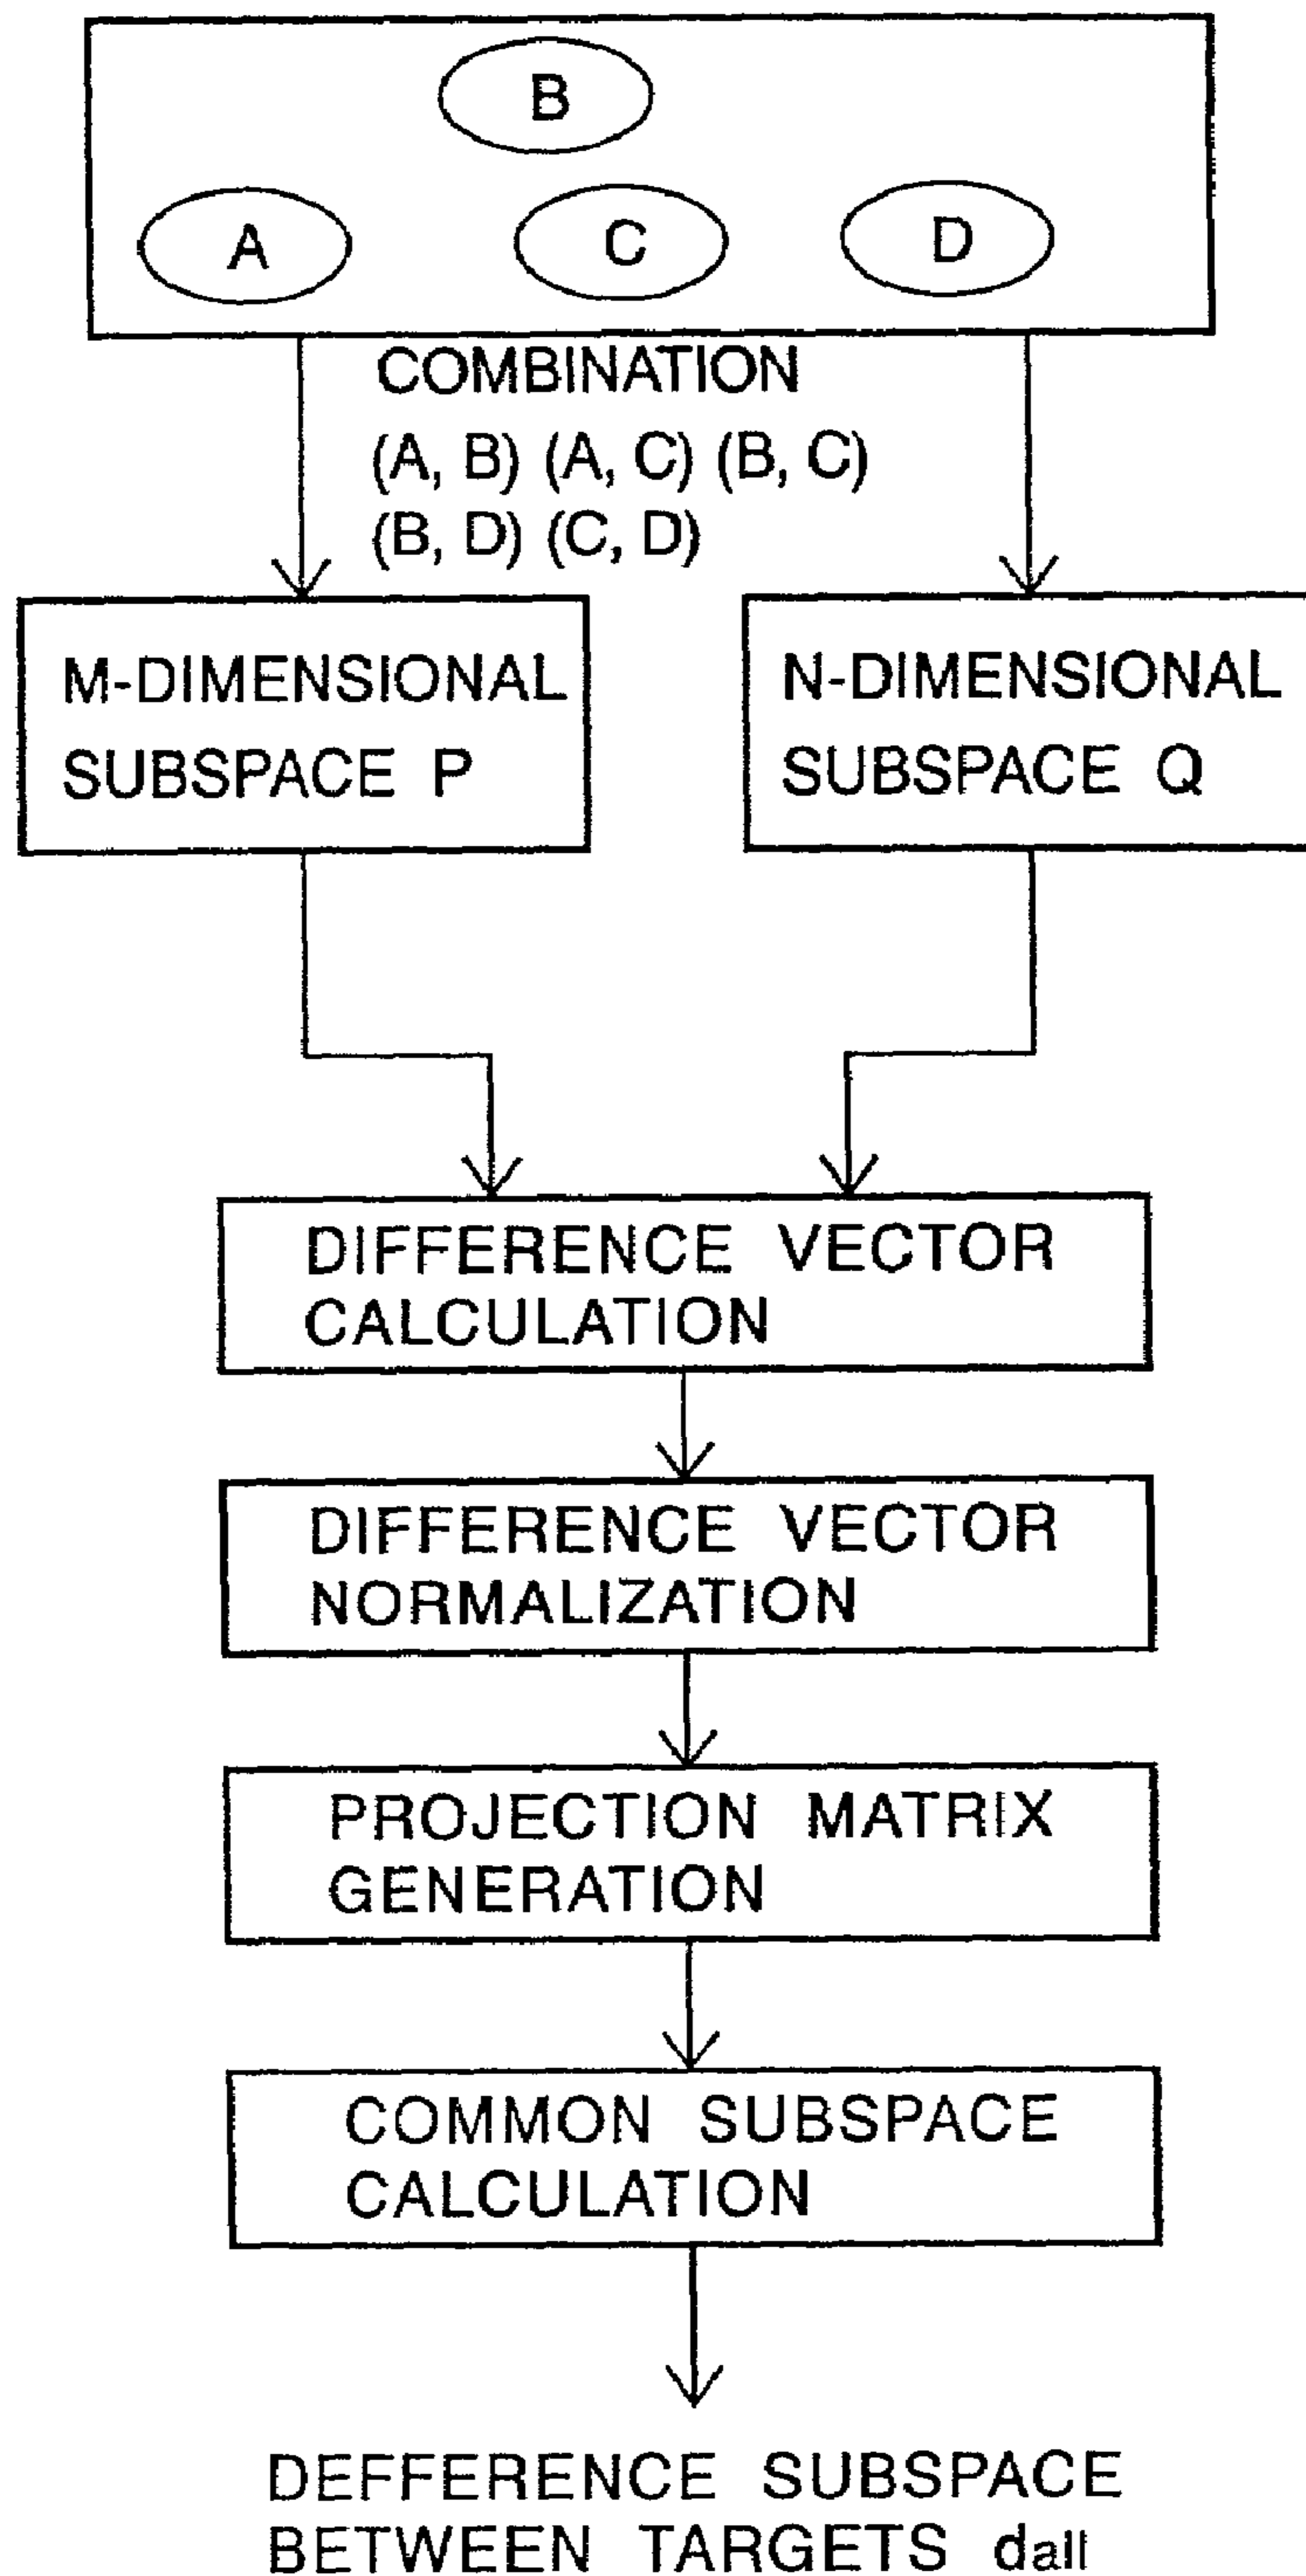 B
A
C
D
COMBINATION
(A, B) (A, C) (B, C)
(B, D) (C, D)
M-DIMENSIONAL
SUBSPACE P
N-DIMENSIONAL
SUBSPACE Q
DIFFERENCE VECTOR
CALCULATION
DIFFERENCE VECTOR
NORMALIZATION
PROJECTION MATRIX
GENERATION
COMMON SUBSPACE
CALCULATION
DEFFERENCE SUBSPACE
BETWEEN TARGETS dall